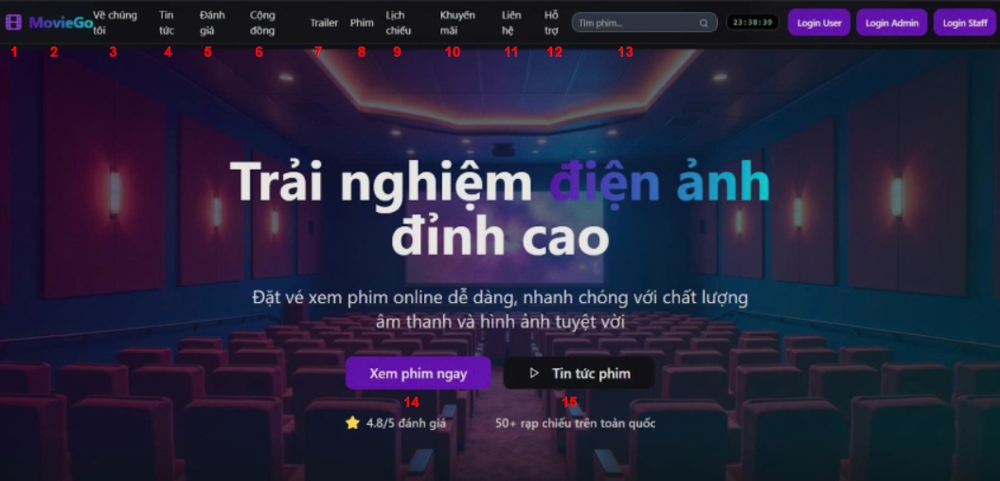 MovieGo Về chúng tôi Tin tức Đánh giá Cộng đồng Trailer Phim Lịch chiếu Khuyến mãi Liên hệ Hỗ trợ Tìm phim... 23:38:39 Login User Login Admin Login Staff
1 2 3 4 5 6 7 8 9 10 11 12 13
Trải nghiệm điện ảnh
đỉnh cao
Đặt vé xem phim online dễ dàng, nhanh chóng với chất lượng
âm thanh và hình ảnh tuyệt vời
Xem phim ngay Tin tức phim
14 15
4.8/5 đánh giá 50+ rạp chiếu trên toàn quốc